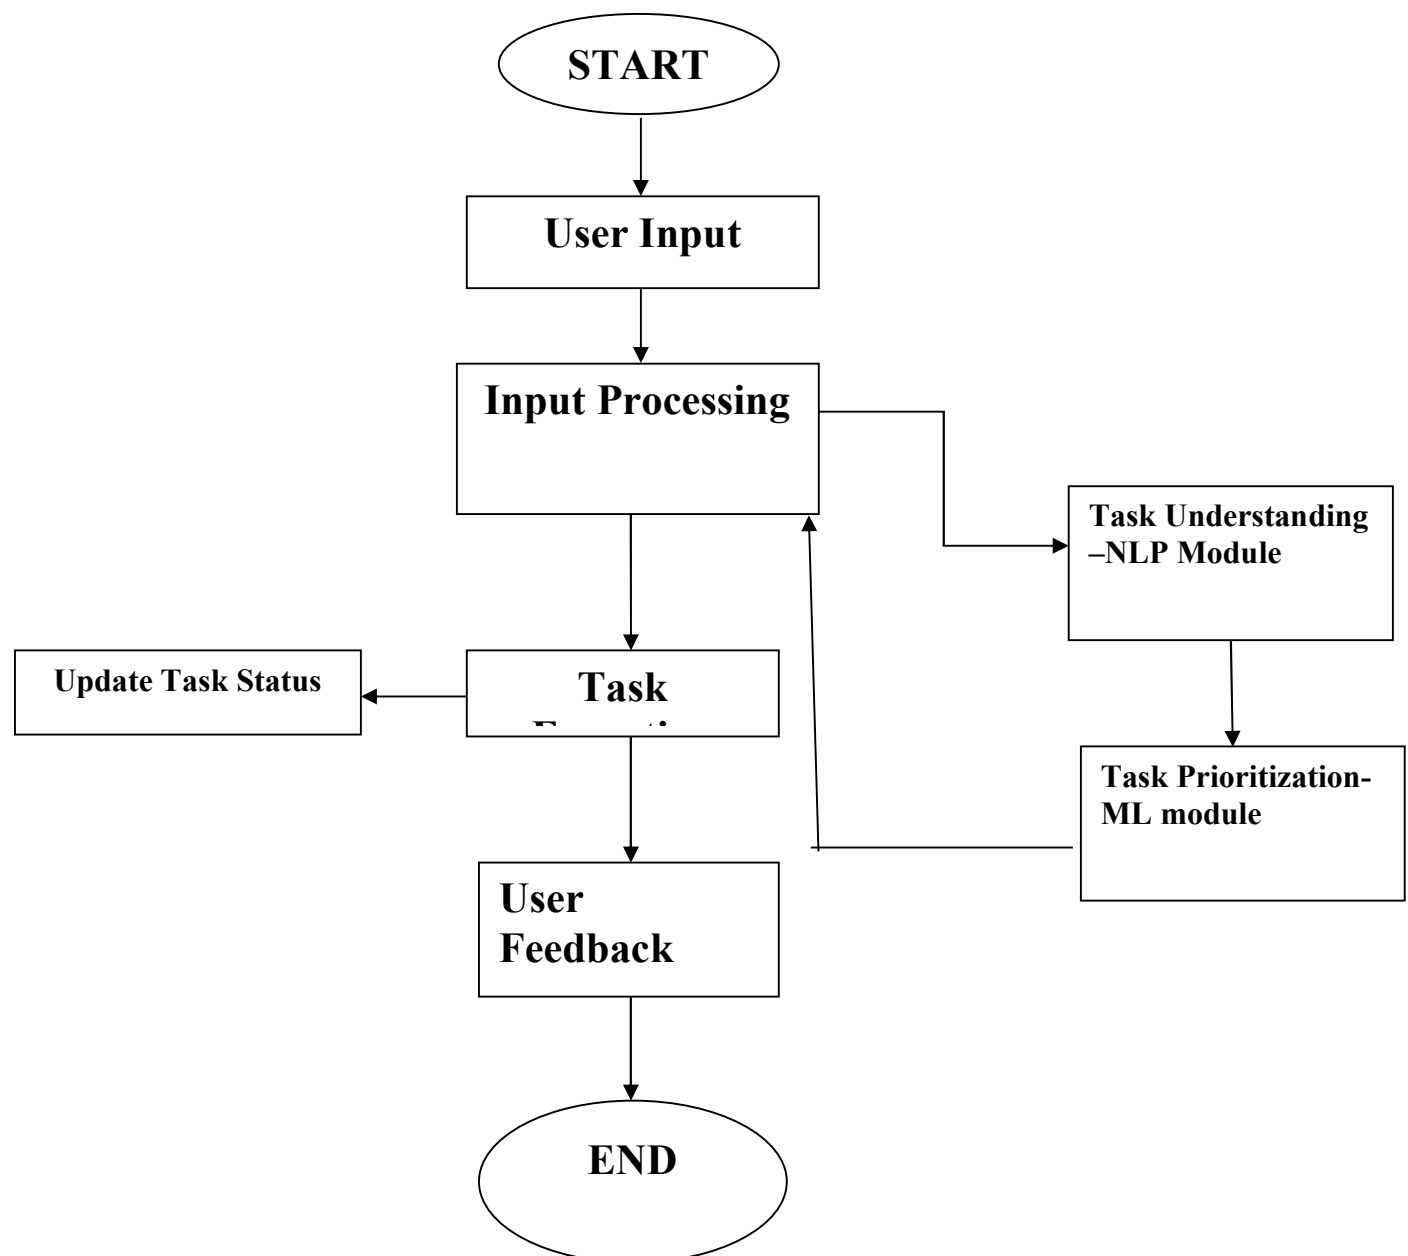 START
User Input
Input Processing
Task Understanding
–NLP Module
Update Task Status
Task
Task Prioritization-
ML module
User
Feedback
END